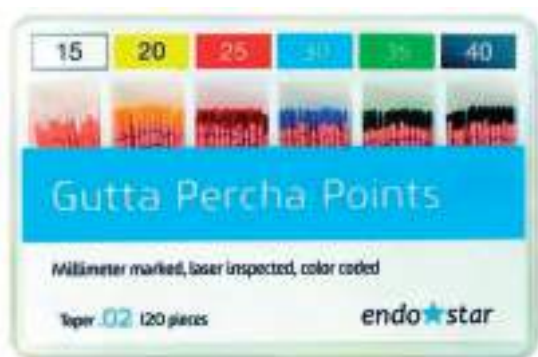 15 20 25 30 35 40
Gutta Percha Points
Millimeter marked, laser inspected, color coded
Taper .02 120 pieces endo★star